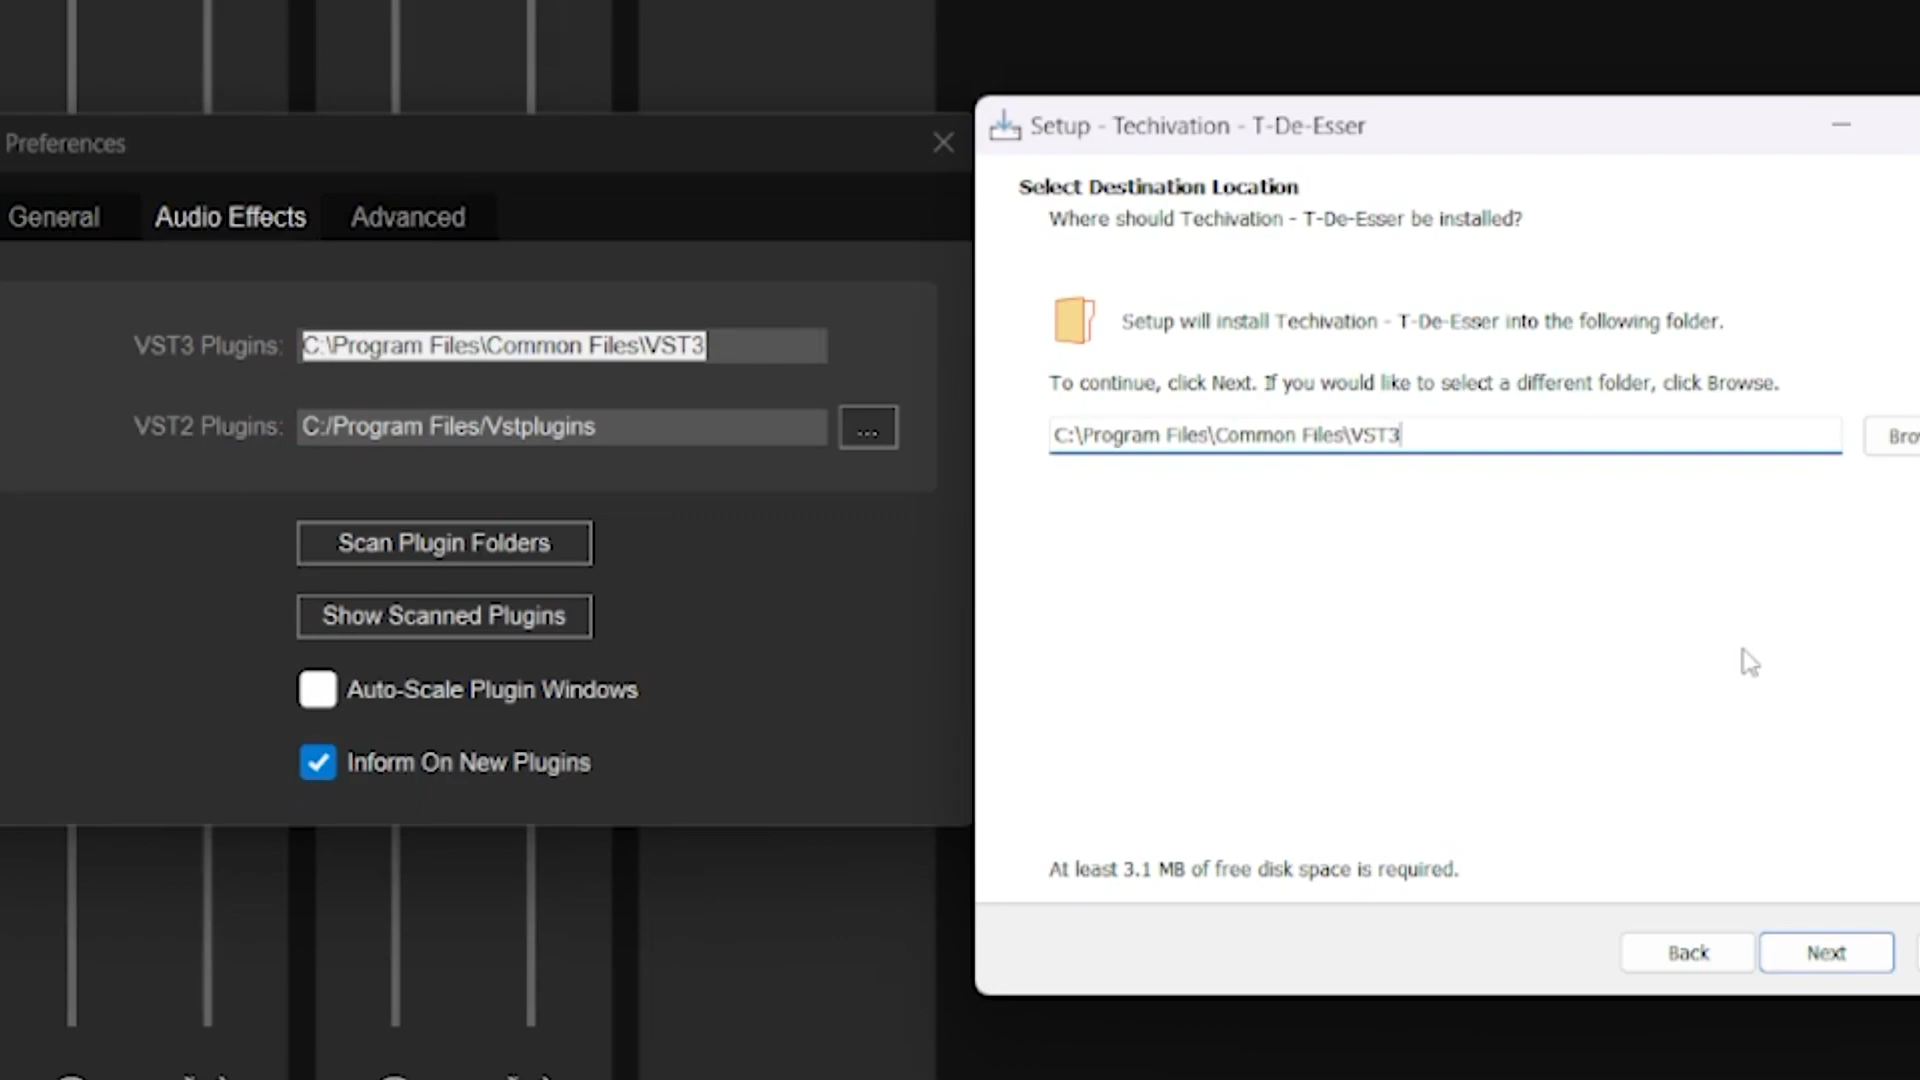 Preferences
General Audio Effects Advanced
VST3 Plugins: C:\Program Files\Common Files\VST3
VST2 Plugins: C:/Program Files/Vstplugins ...
Scan Plugin Folders
Show Scanned Plugins
Auto-Scale Plugin Windows
Inform On New Plugins
Setup - Techivation - T-De-Esser
Select Destination Location
Where should Techivation - T-De-Esser be installed?
Setup will install Techivation - T-De-Esser into the following folder.
To continue, click Next. If you would like to select a different folder, click Browse.
C:\Program Files\Common Files\VST3
Bro
At least 3.1 MB of free disk space is required.
Back Next